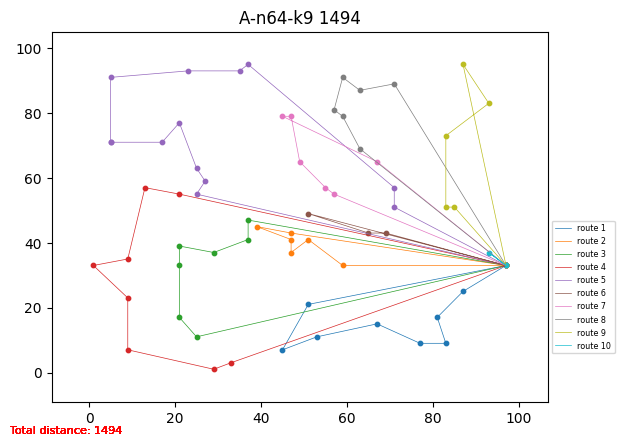 A-n64-k9 1494
100
80
60
40
20
0
0 20 40 60 80 100
route 1
route 2
route 3
route 4
route 5
route 6
route 7
route 8
route 9
route 10
Total distance: 1494